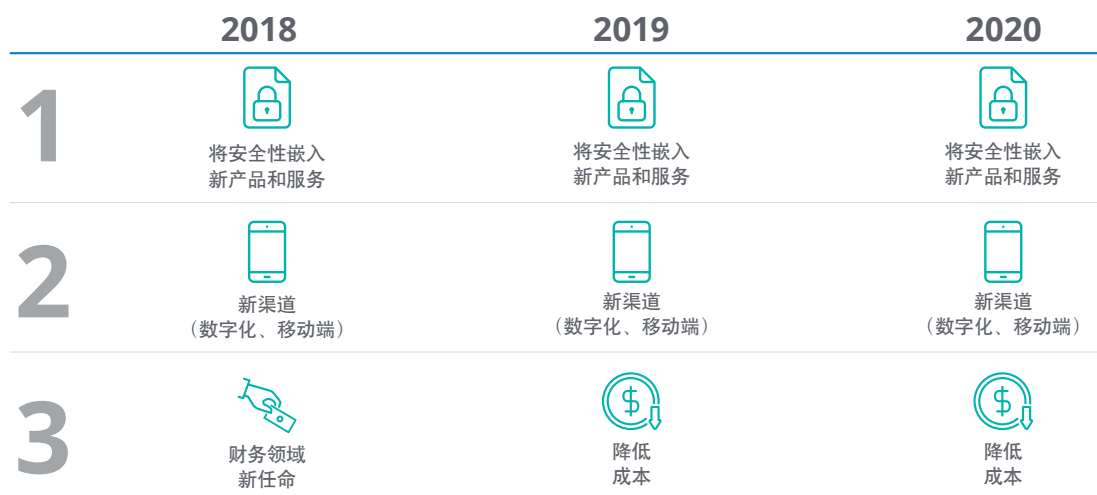 2018 2019 2020
1
将安全性嵌入 将安全性嵌入 将安全性嵌入
新产品和服务 新产品和服务 新产品和服务
2
新渠道 新渠道 新渠道
（数字化、移动端） （数字化、移动端） （数字化、移动端）
3
财务领域 降低 降低
新任命 成本 成本